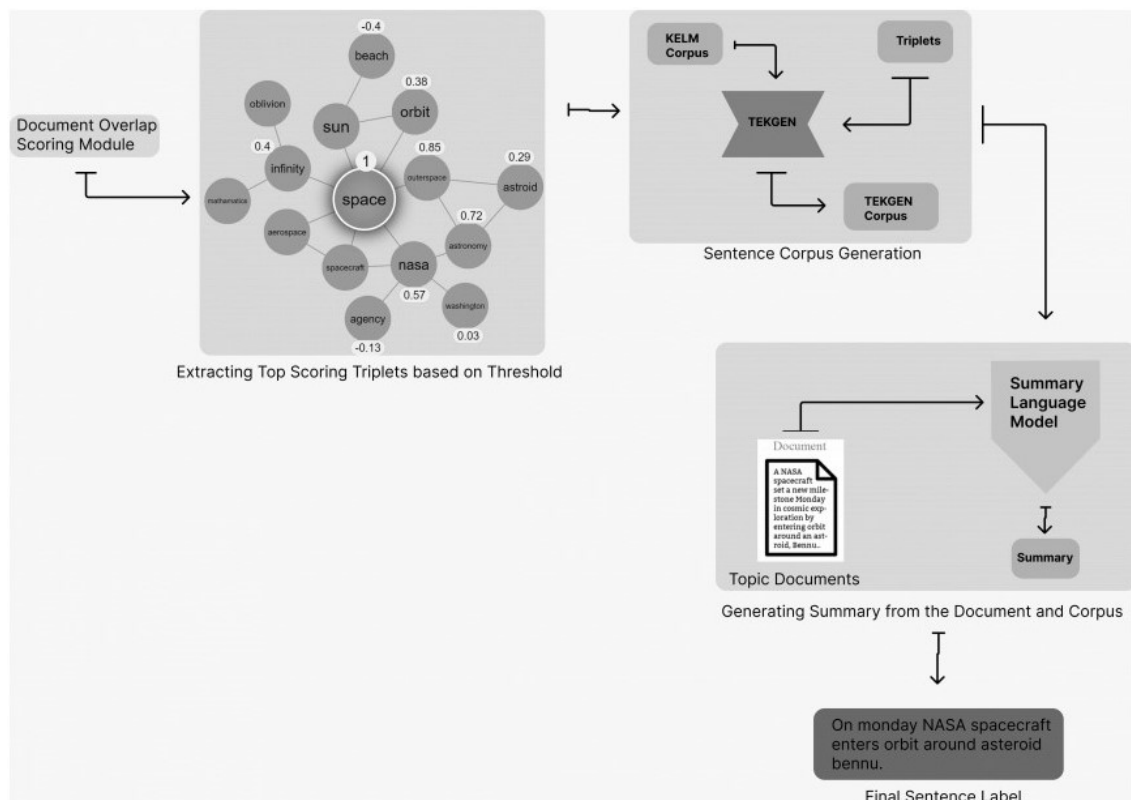 Document Overlap
Scoring Module
-0.4
beach
0.38
oblivion
orbit
sun
0.4
0.85
0.29
1
infinity
outerspace
astroid
space
mathamatics
0.72
aerospace
astronomy
spacecraft
nasa
0.57
washington
agency
0.03
-0.13
Extracting Top Scoring Triplets based on Threshold
KELM
Corpus
Triplets
TEKGEN
TEKGEN
Corpus
Sentence Corpus Generation
Summary
Language
Model
Document
A NASA
spacecraft
set a new mile-
stone Monday
in cosmic exp-
loration by
entering orbit
around an ast-
roid, Bennu..
Summary
Topic Documents
Generating Summary from the Document and Corpus
On monday NASA spacecraft
enters orbit around asteroid
bennu.
Final Sentence Label